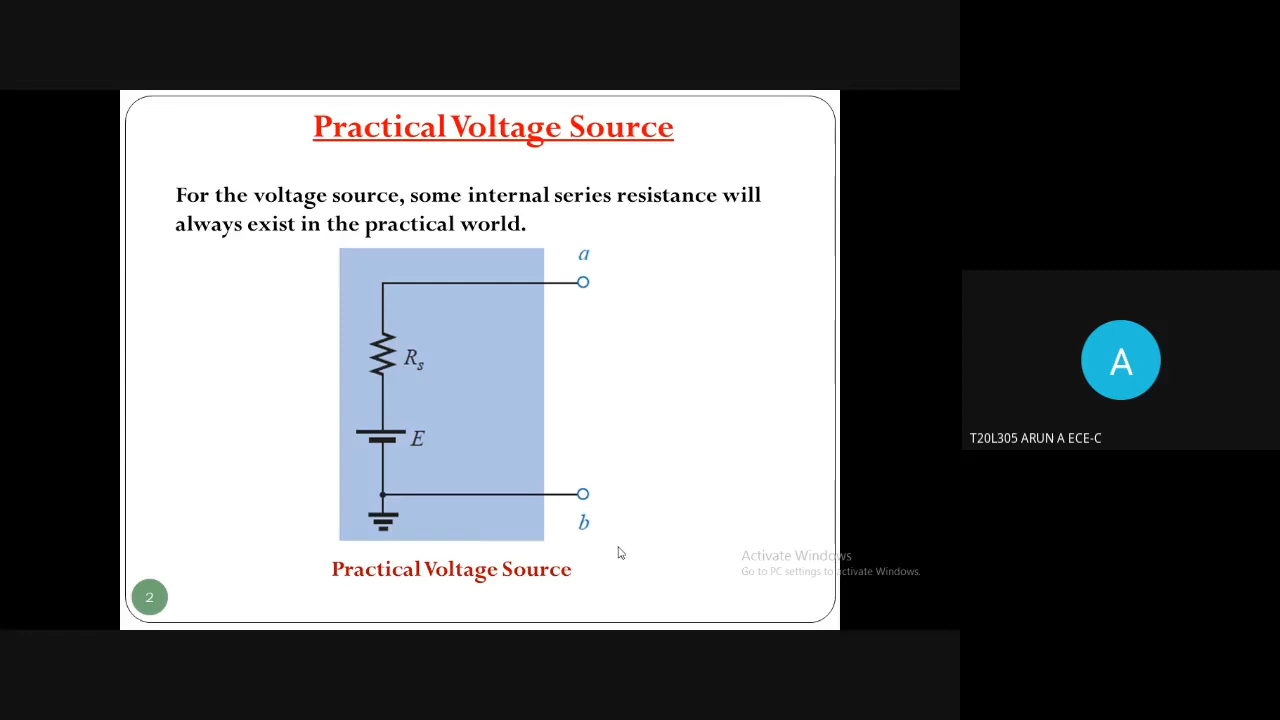 Practical Voltage Source
For the voltage source, some internal series resistance will
always exist in the practical world.
a
Rs
E
b
Practical Voltage Source
2
Activate Windows
Go to PC settings to activate Windows.
A
T20L305 ARUN A ECE-C